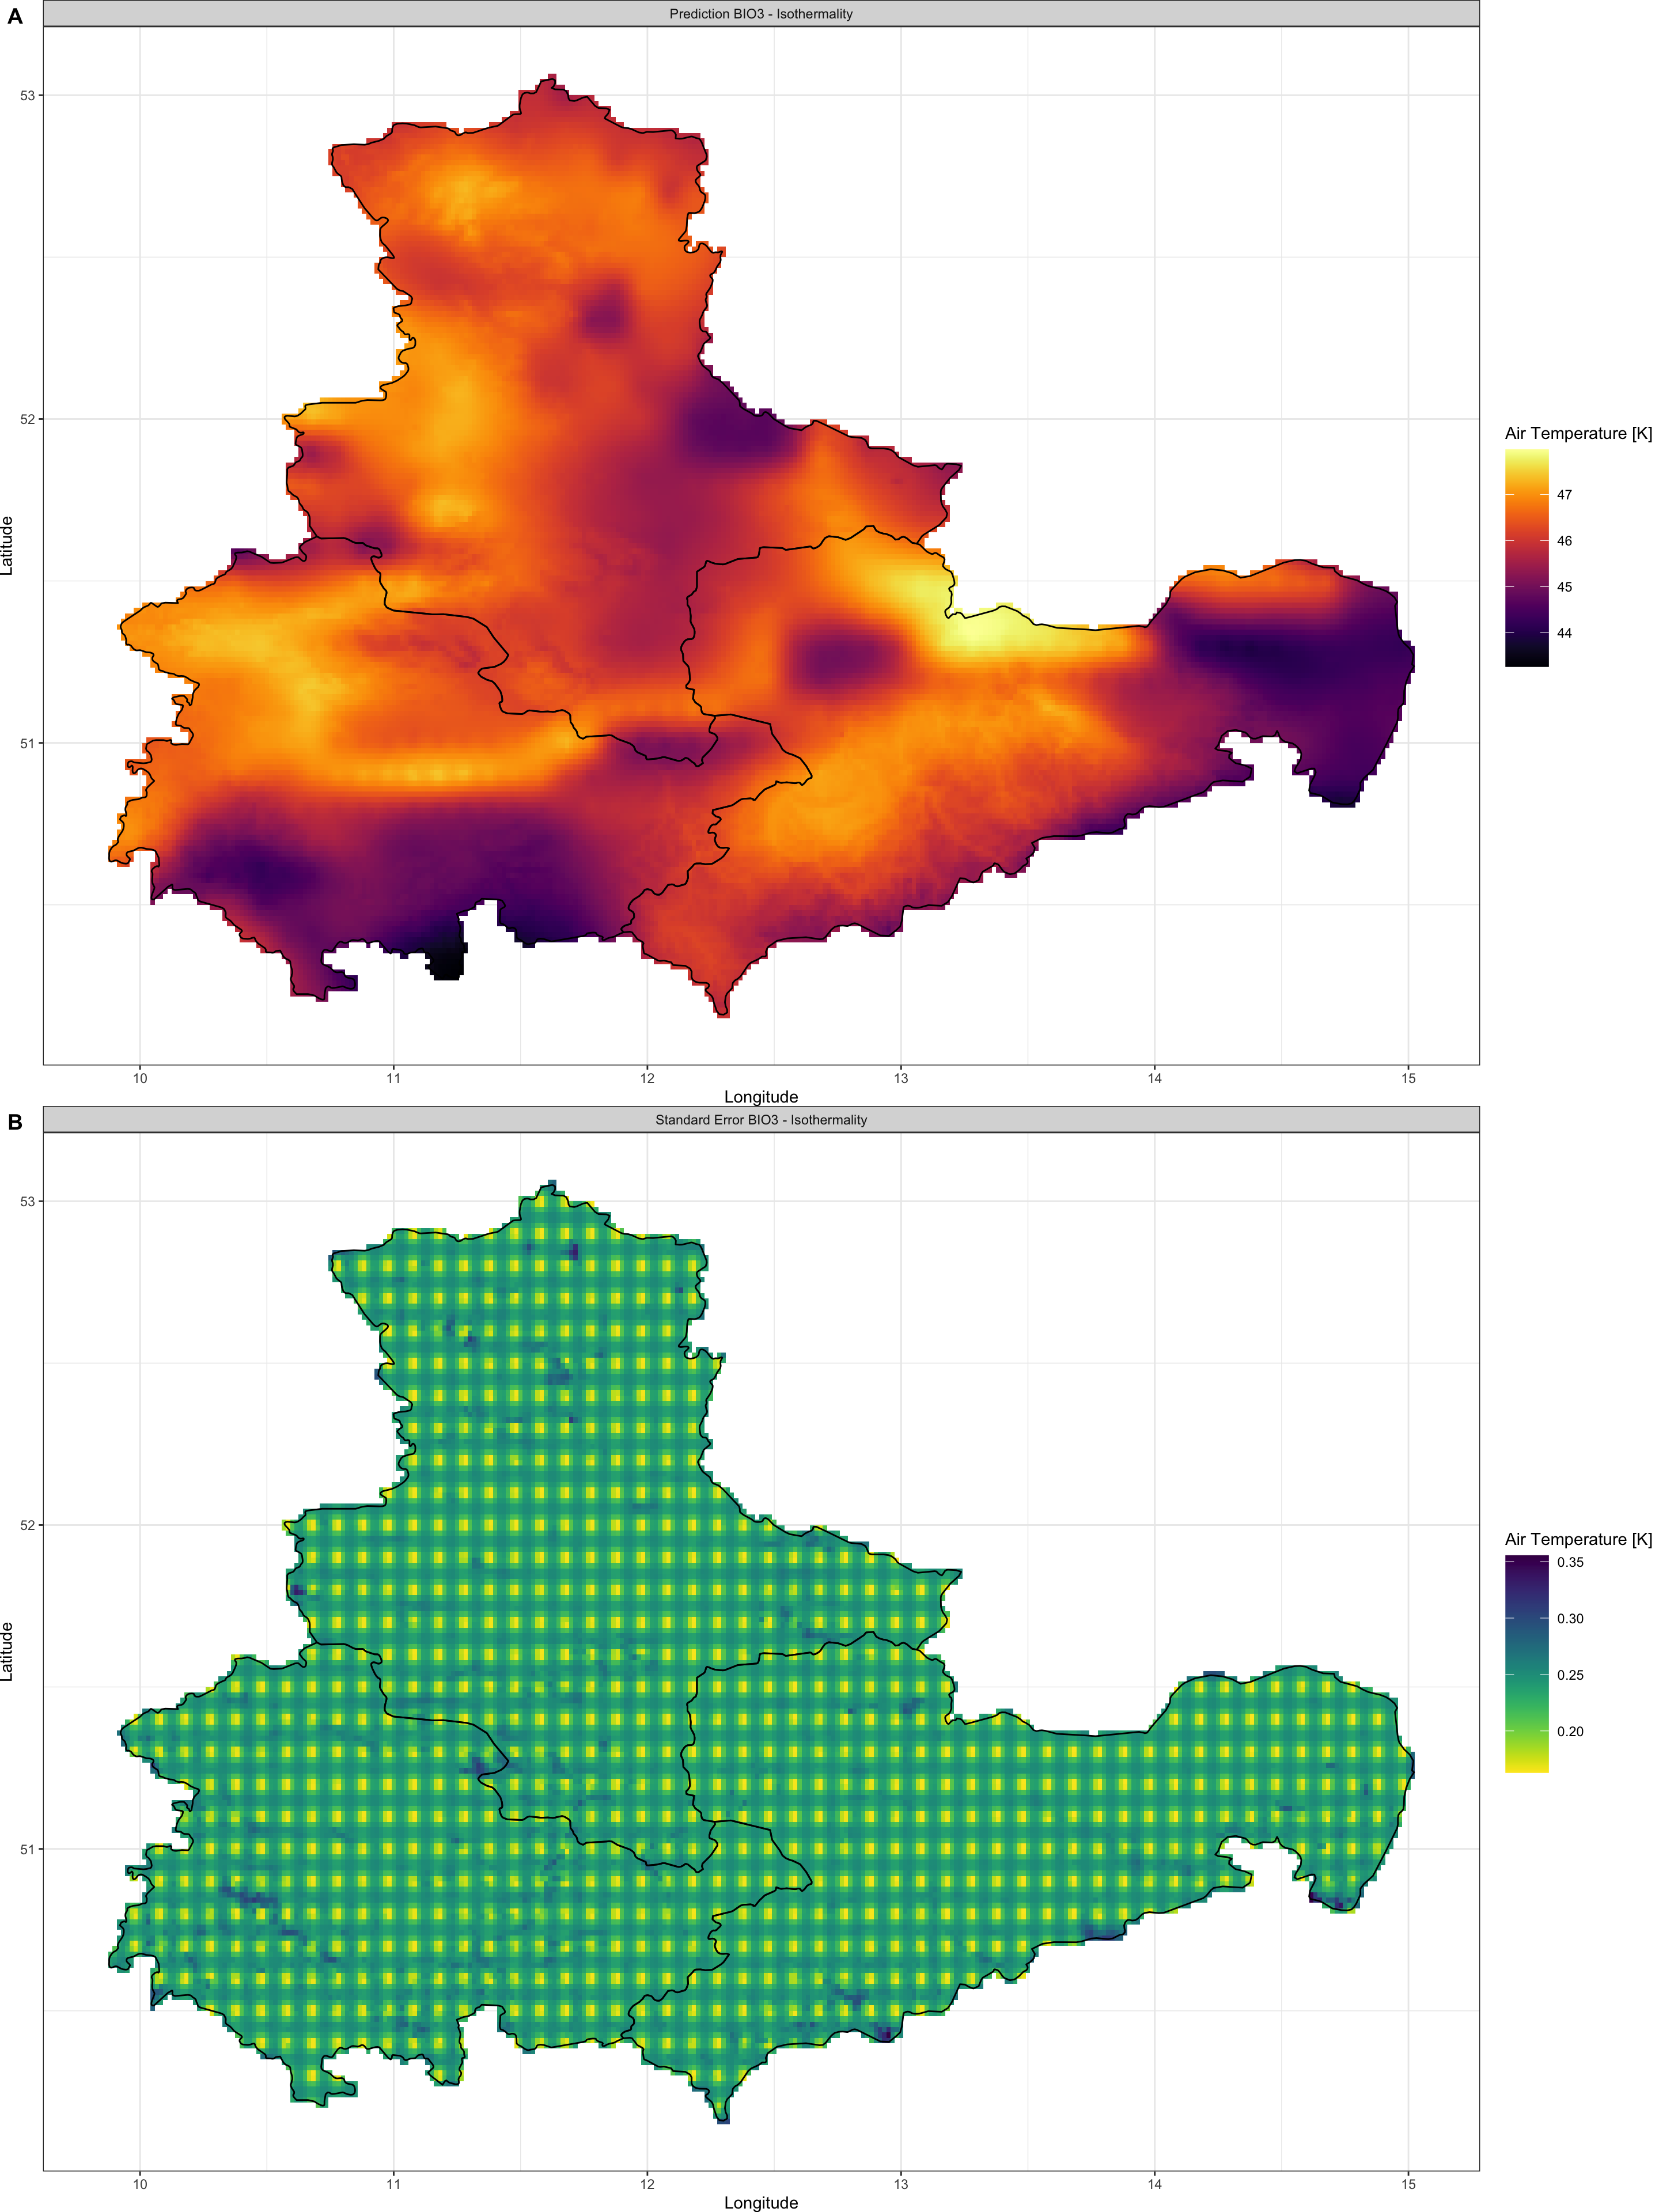 A
Prediction BIO3 - Isothermality
53
52
51
Latitude
10 11 12 13 14 15
Longitude
Air Temperature [K]
47
46
45
44
B
Standard Error BIO3 - Isothermality
53
52
51
Latitude
10 11 12 13 14 15
Longitude
Air Temperature [K]
0.35
0.30
0.25
0.20